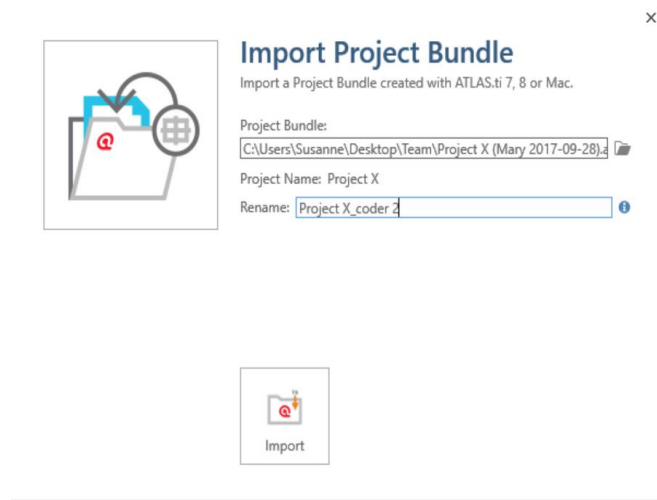 Import Project Bundle
Import a Project Bundle created with ATLAS.ti 7, 8 or Mac.
Project Bundle:
C:\Users\Susanne\Desktop\Team\Project X (Mary 2017-09-28).a
Project Name: Project X
Rename: Project X_coder 2
Import